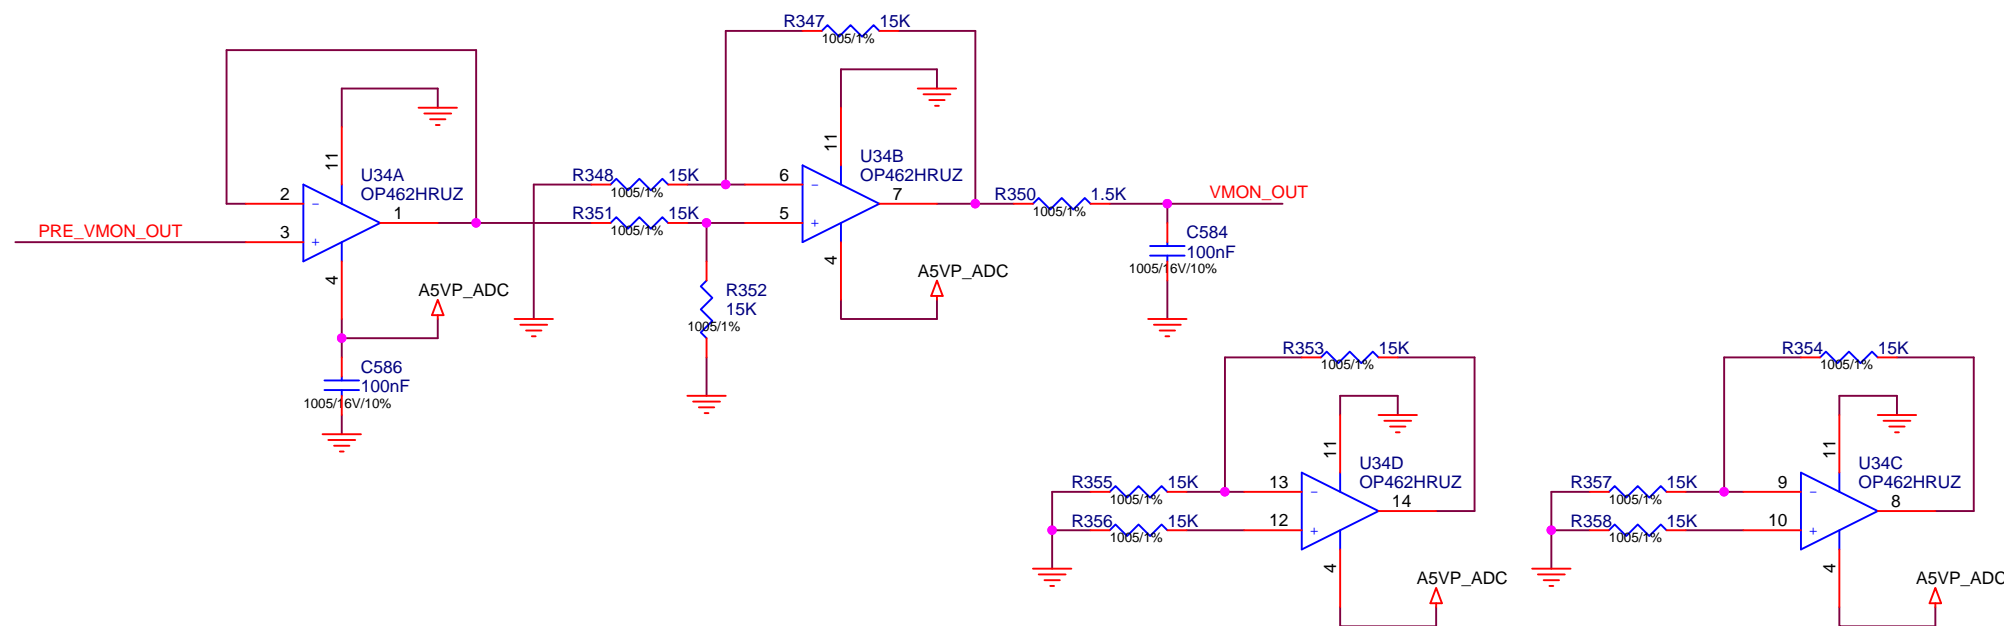 R347 15K
1005/1%
11
U34A
OP462HRUZ
2
1
3
4
PRE_VMON_OUT
A5VP_ADC
C586
100nF
1005/16V/10%
R348 15K
1005/1%
R351 15K
1005/1%
R352
15K
1005/1%
11
U34B
OP462HRUZ
6
7
5
4
A5VP_ADC
R350 1.5K
1005/1%
VMON_OUT
C584
100nF
1005/16V/10%
R353 15K
1005/1%
11
U34D
OP462HRUZ
R355 15K
1005/1%
13
14
R356 15K
1005/1%
12
4
A5VP_ADC
R354 15K
1005/1%
11
U34C
OP462HRUZ
R357 15K
1005/1%
9
8
R358 15K
1005/1%
10
4
A5VP_ADC